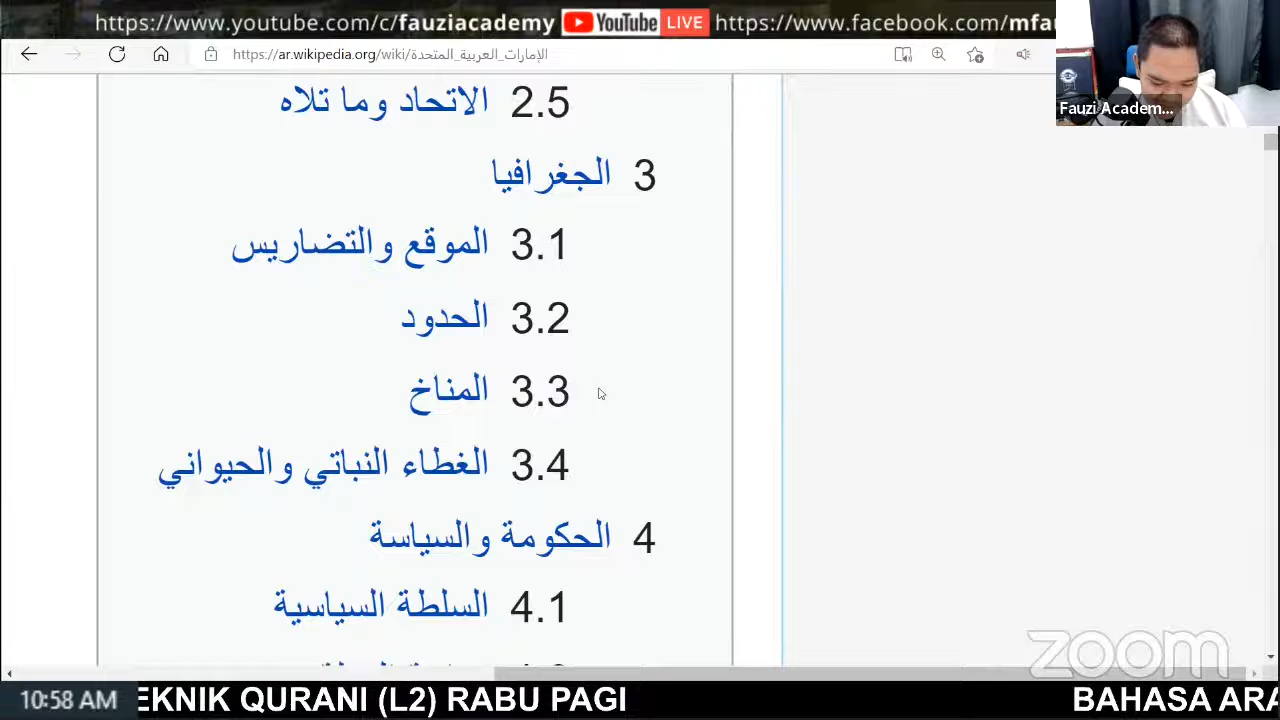 https://www.youtube.com/c/fauziacademy YouTube LIVE https://www.facebook.com/mfau
https://ar.wikipedia.org/wiki/الإمارات_العربية_المتحدة
Fauzi Academ...
2.5 الاتحاد وما تلاه
3 الجغرافيا
3.1 الموقع والتضاريس
3.2 الحدود
3.3 المناخ
3.4 الغطاء النباتي والحيواني
4 الحكومة والسياسة
4.1 السلطة السياسية
zoom
10:58 AM EKNIK QURANI (L2) RABU PAGI BAHASA ARA